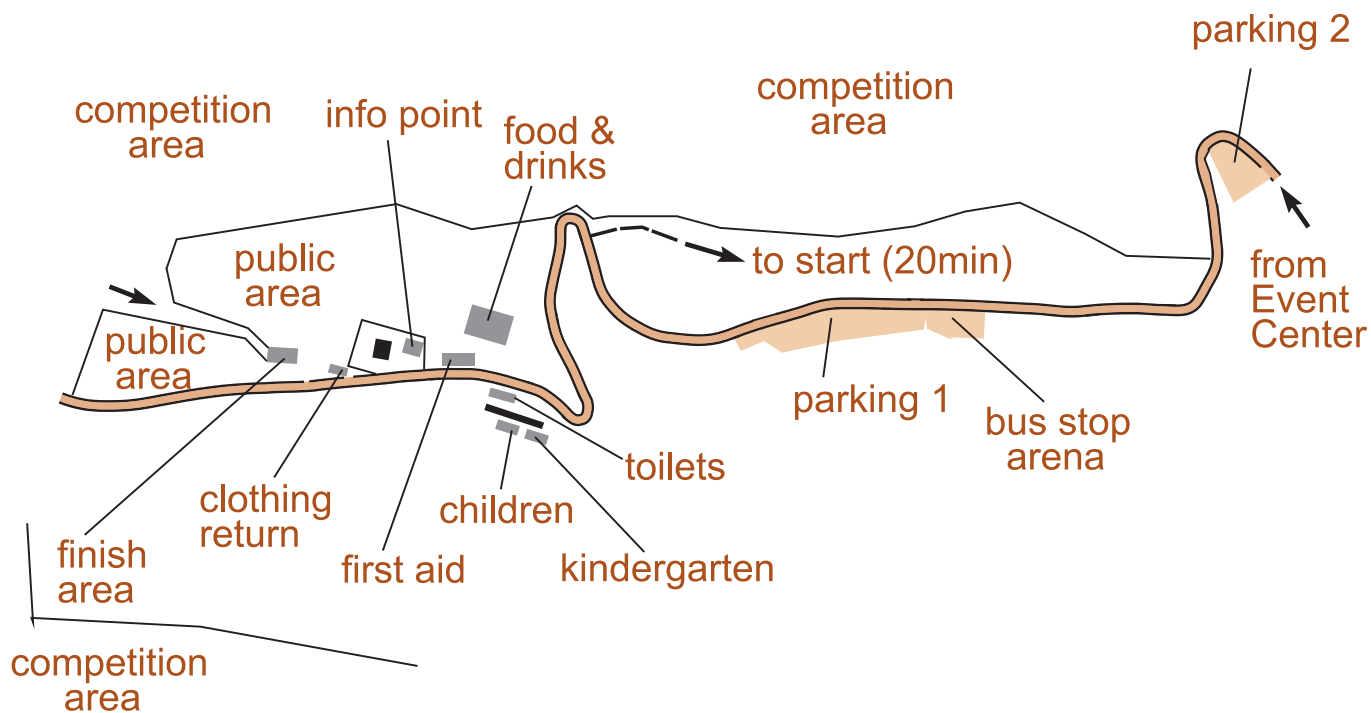 parking 2
competition
area
info point
food &
drinks
competition
area
public
area
to start (20min)
from
Event
Center
public
area
parking 1
bus stop
arena
toilets
clothing
return
children
finish
area
first aid
kindergarten
competition
area